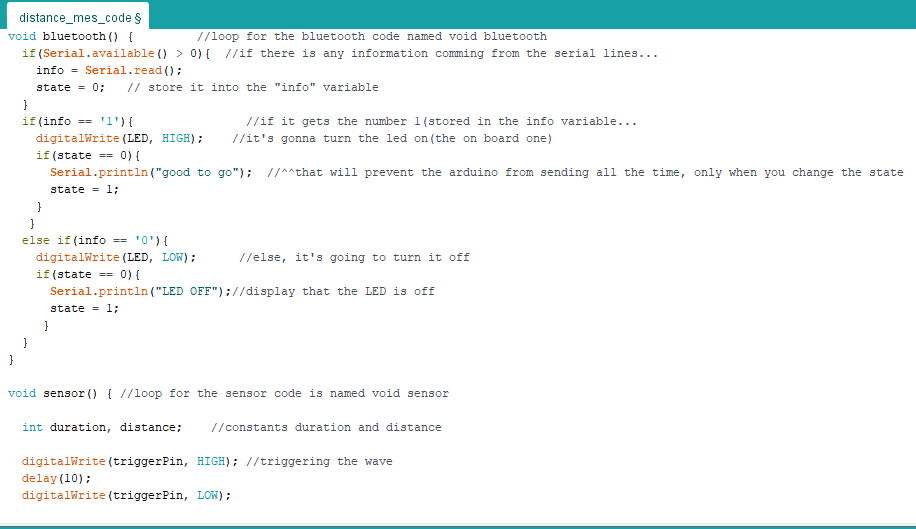 distance_mes_code §
void bluetooth() {         //loop for the bluetooth code named void bluetooth
  if(Serial.available() > 0){  //if there is any information comming from the serial lines...
    info = Serial.read();
    state = 0;   // store it into the "info" variable
  }
  if(info == '1'){                //if it gets the number 1(stored in the info variable...
    digitalWrite(LED, HIGH);    //it's gonna turn the led on(the on board one)
    if(state == 0){
      Serial.println("good to go");  //^^that will prevent the arduino from sending all the time, only when you change the state
      state = 1;
    }
   }
  else if(info == '0'){
    digitalWrite(LED, LOW);      //else, it's going to turn it off
    if(state == 0){
      Serial.println("LED OFF");//display that the LED is off
      state = 1;
     }
  }
}
void sensor() { //loop for the sensor code is named void sensor
  int duration, distance;    //constants duration and distance
  digitalWrite(triggerPin, HIGH); //triggering the wave
  delay(10);
  digitalWrite(triggerPin, LOW);